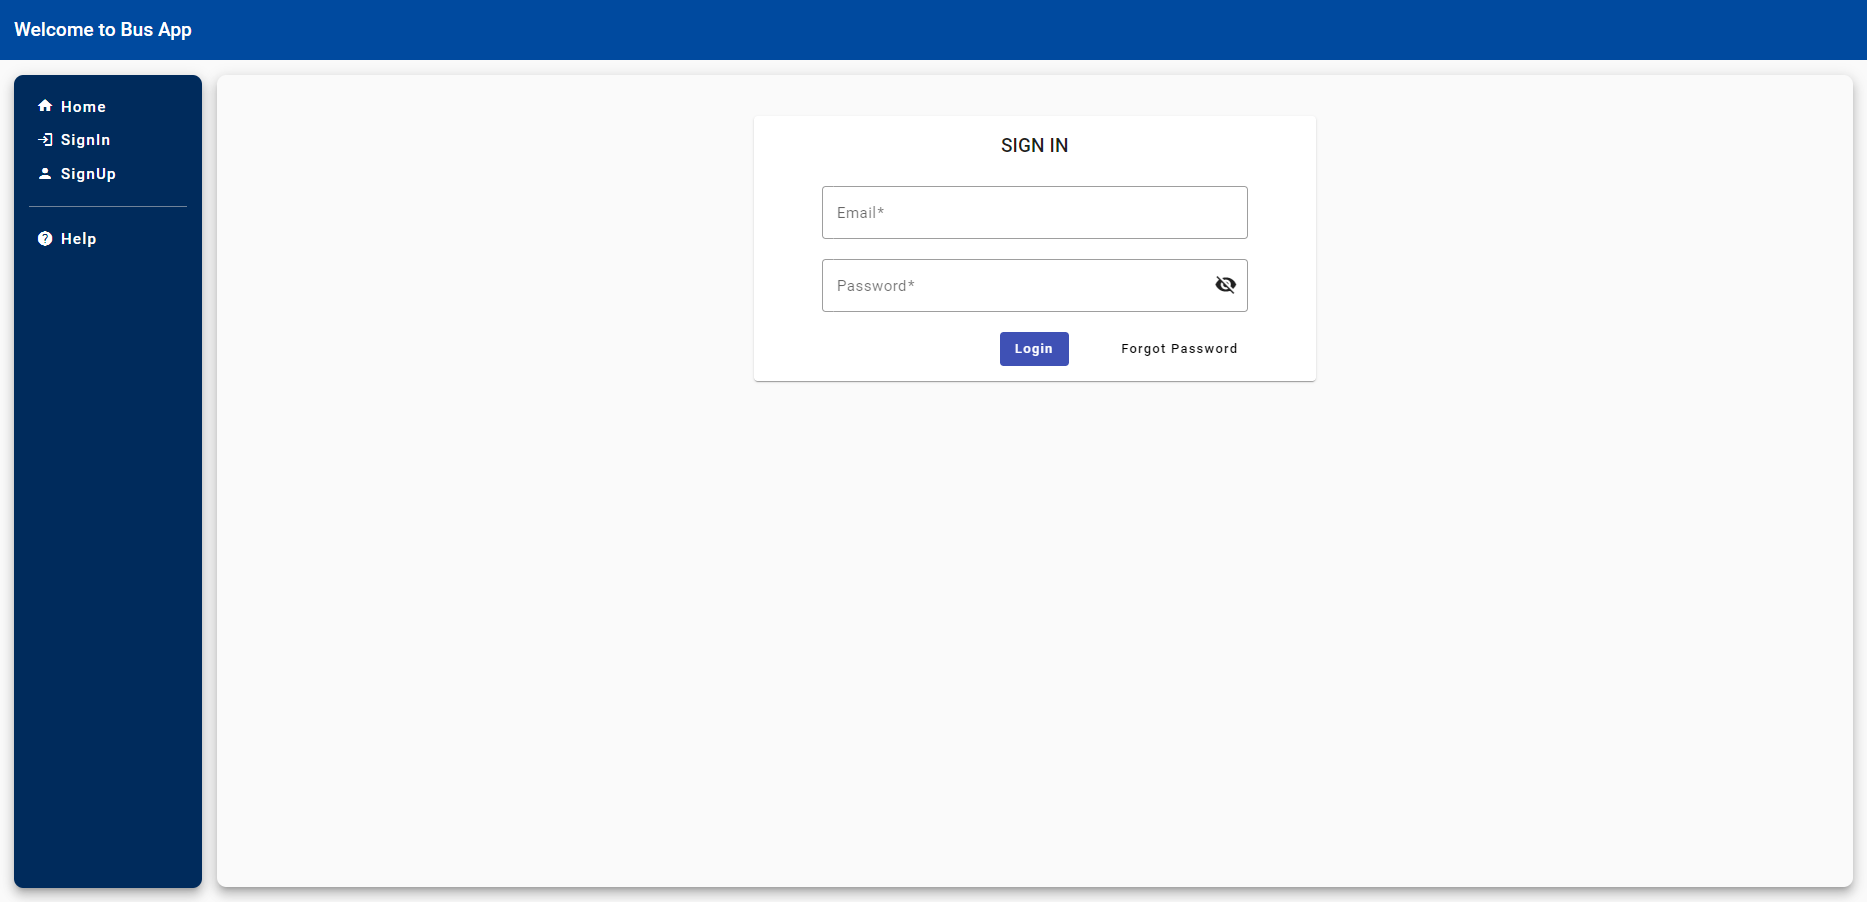 Welcome to Bus App
Home
SignIn
SignUp
Help
SIGN IN
Email*
Password*
Login
Forgot Password